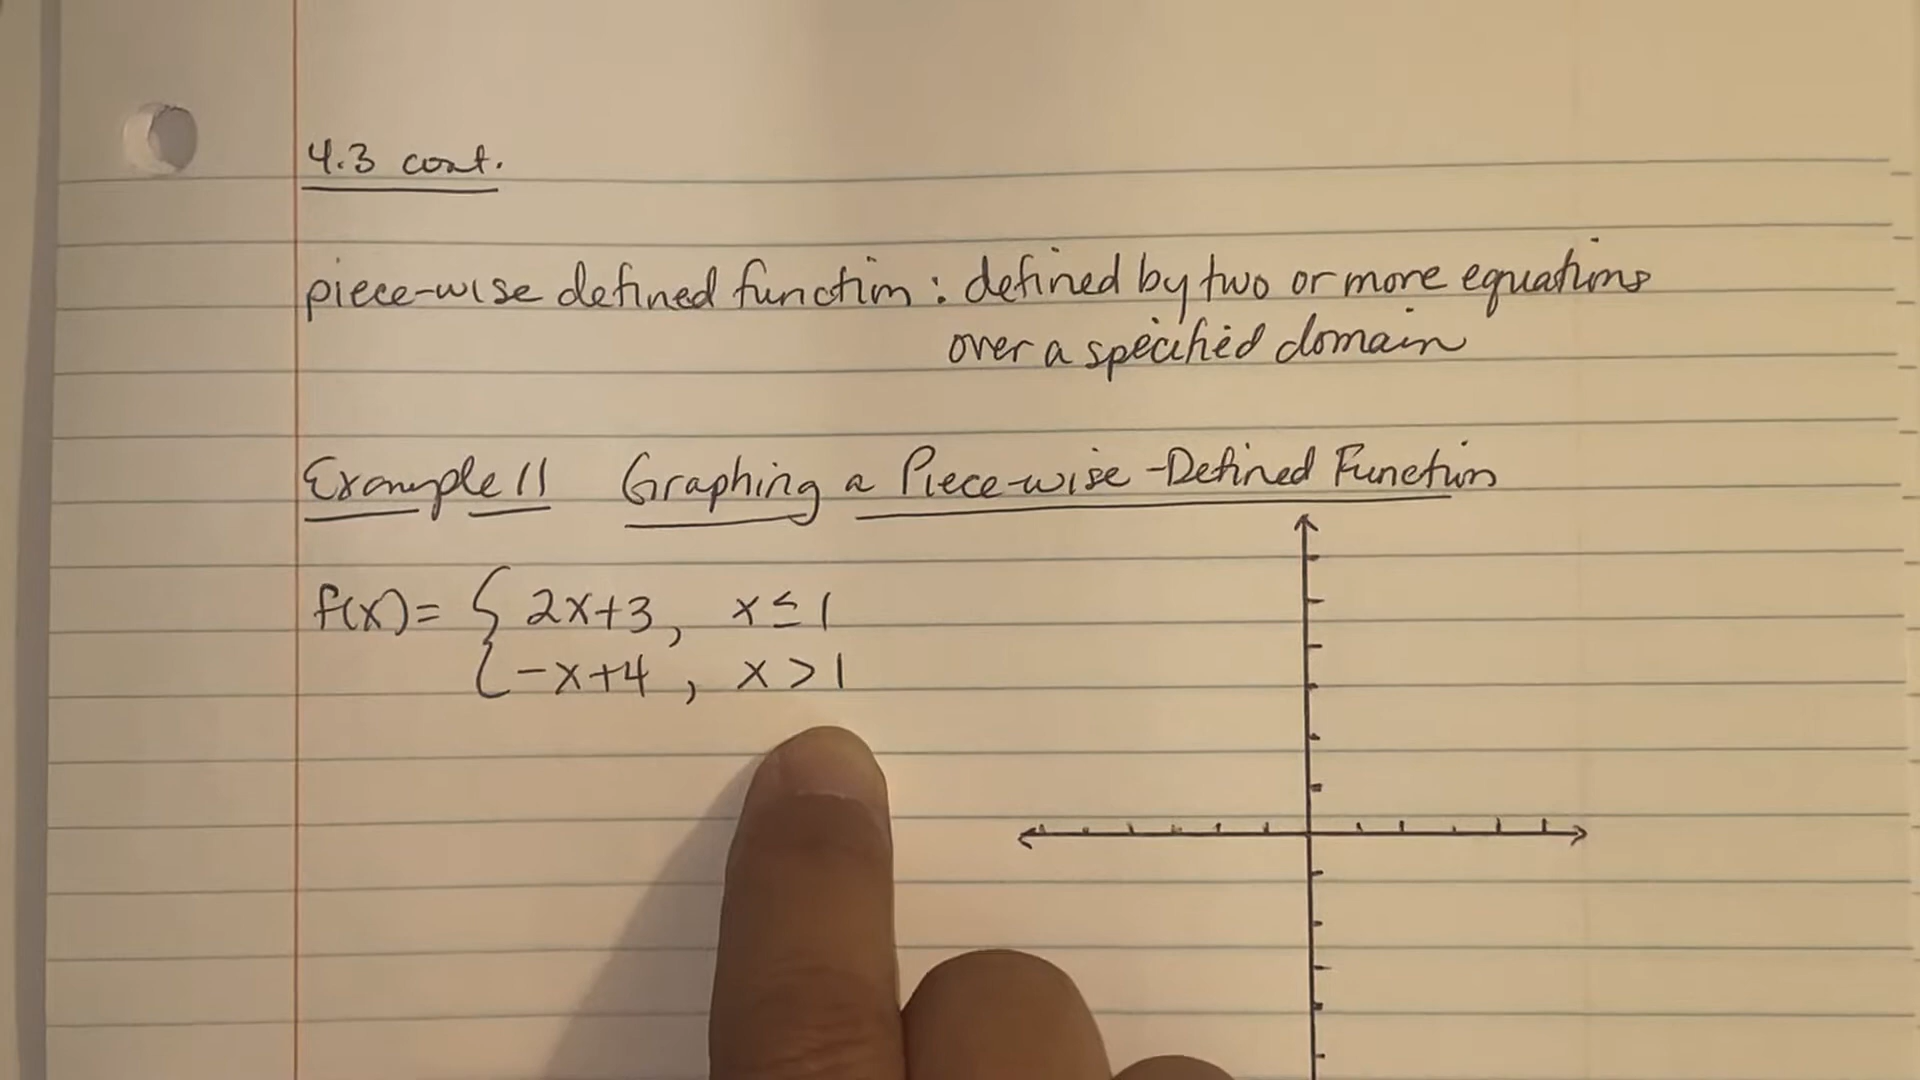 4.3 cont.
piece-wise defined function: defined by two or more equations
over a specified domain
Example 11 Graphing a Piece-wise-Defined Function
f(x) = { 2x+3, x ≤ 1
-x+4, x > 1